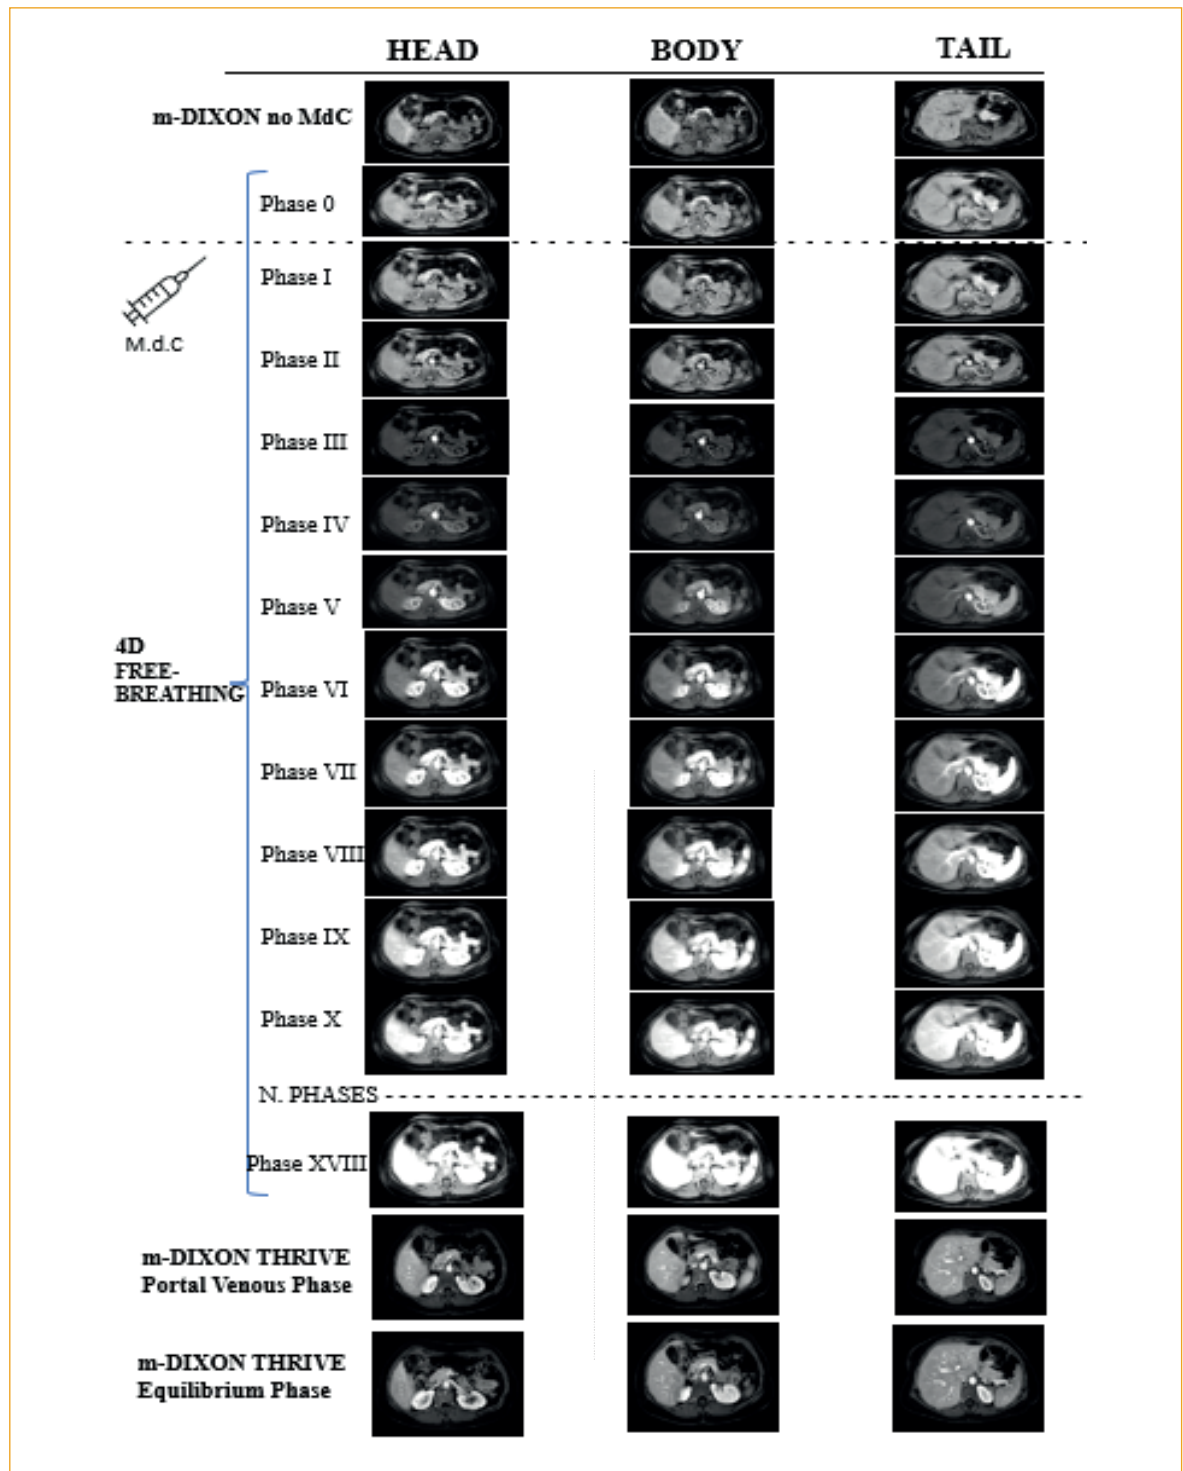 HEAD BODY TAIL
m-DIXON no MdC
Phase 0
Phase I
M.d.C
Phase II
Phase III
Phase IV
Phase V
4D
FREE-
BREATHING
Phase VI
Phase VII
Phase VIII
Phase IX
Phase X
N. PHASES
Phase XVIII
m-DIXON THRIVE
Portal Venous Phase
m-DIXON THRIVE
Equilibrium Phase